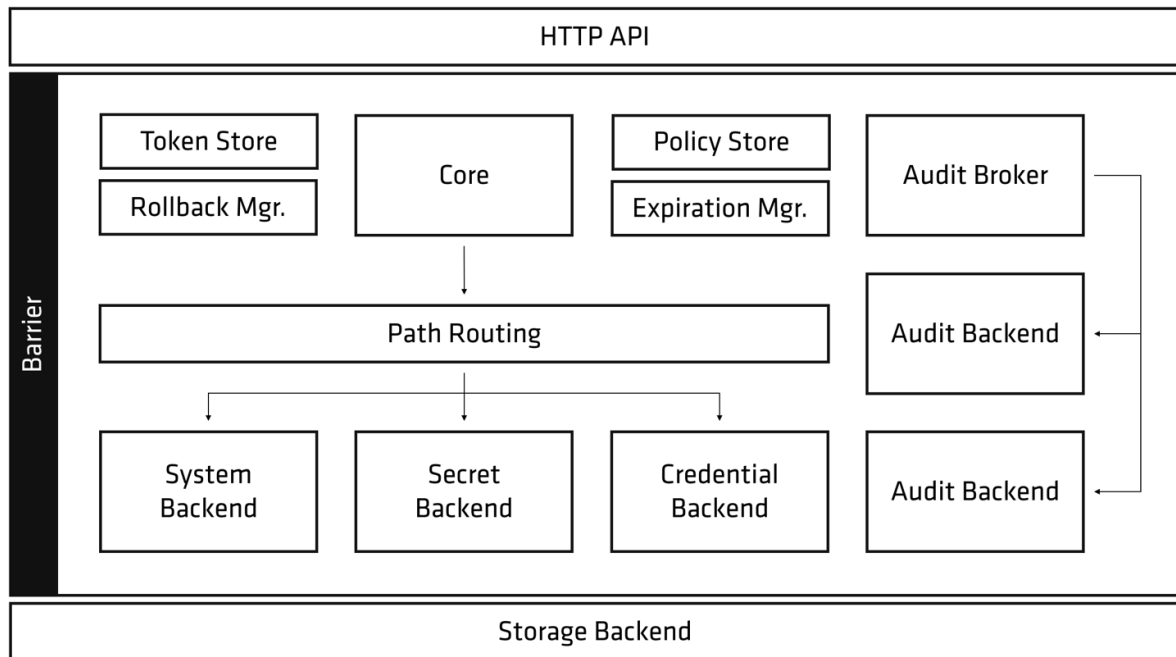 HTTP API
Barrier
Token Store
Rollback Mgr.
Core
Policy Store
Expiration Mgr.
Audit Broker
Path Routing
Audit Backend
System
Backend
Secret
Backend
Credential
Backend
Audit Backend
Storage Backend